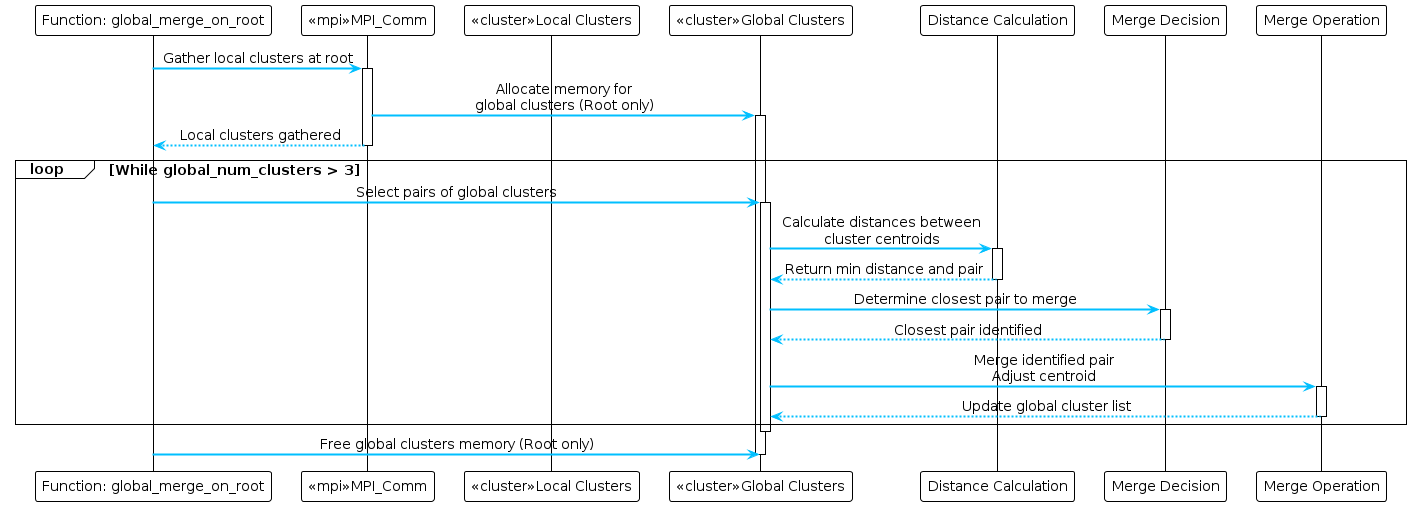 Function: global_merge_on_root
«mpi»MPI_Comm
«cluster»Local Clusters
«cluster»Global Clusters
Distance Calculation
Merge Decision
Merge Operation
Gather local clusters at root
Allocate memory for
global clusters (Root only)
Local clusters gathered
loop
[While global_num_clusters > 3]
Select pairs of global clusters
Calculate distances between
cluster centroids
Return min distance and pair
Determine closest pair to merge
Closest pair identified
Merge identified pair
Adjust centroid
Update global cluster list
Free global clusters memory (Root only)
Function: global_merge_on_root
«mpi»MPI_Comm
«cluster»Local Clusters
«cluster»Global Clusters
Distance Calculation
Merge Decision
Merge Operation